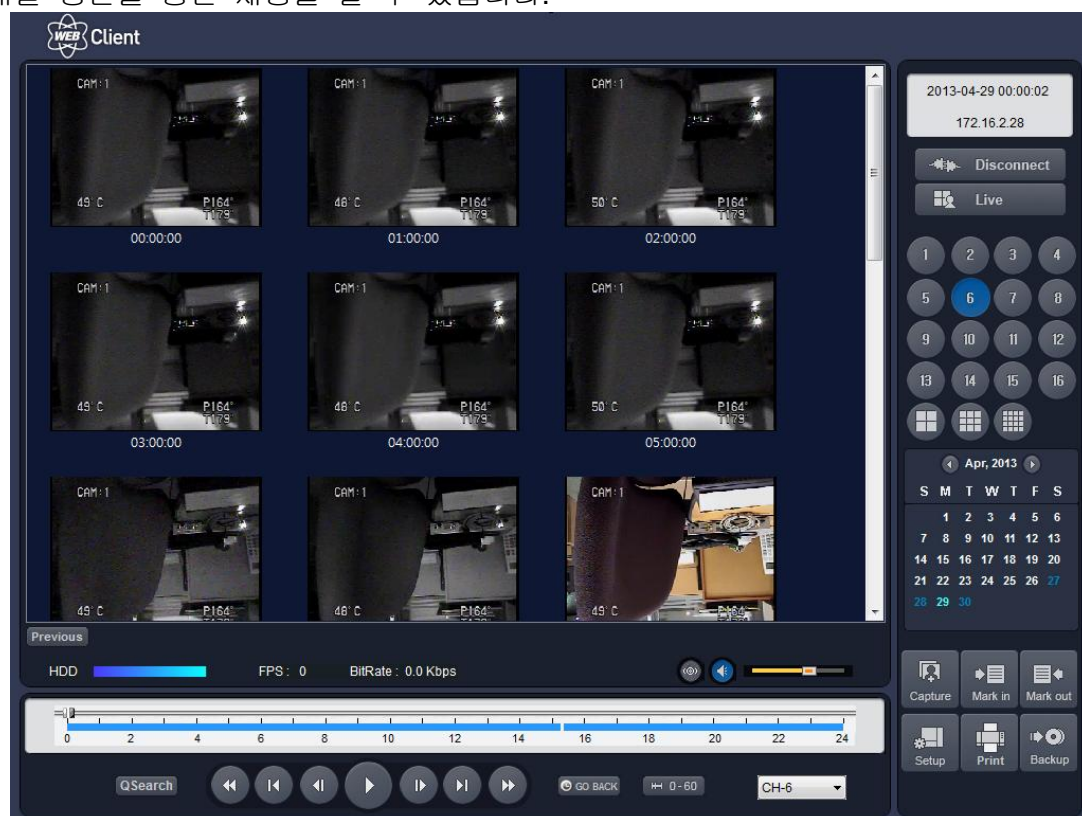 WEB Client
CAM:1
49°C
P164°
T179°
00:00:00
CAM:1
48°C
P164°
T179°
01:00:00
CAM:1
50°C
P164°
T179°
02:00:00
CAM:1
49°C
P164°
T179°
03:00:00
CAM:1
48°C
P164°
T179°
04:00:00
CAM:1
50°C
P164°
T179°
05:00:00
CAM:1
49°C
P164°
CAM:1
48°C
P164°
CAM:1
49°C
P164°
Previous
HDD
FPS : 0
BitRate : 0.0 Kbps
0 2 4 6 8 10 12 14 16 18 20 22 24
QSearch
GO BACK
0-60
CH-6
2013-04-29 00:00:02
172.16.2.28
Disconnect
Live
1 2 3 4
5 6 7 8
9 10 11 12
13 14 15 16
Apr, 2013
S M T W T F S
1 2 3 4 5 6
7 8 9 10 11 12 13
14 15 16 17 18 19 20
21 22 23 24 25 26 27
28 29 30
Capture
Mark in
Mark out
Setup
Print
Backup